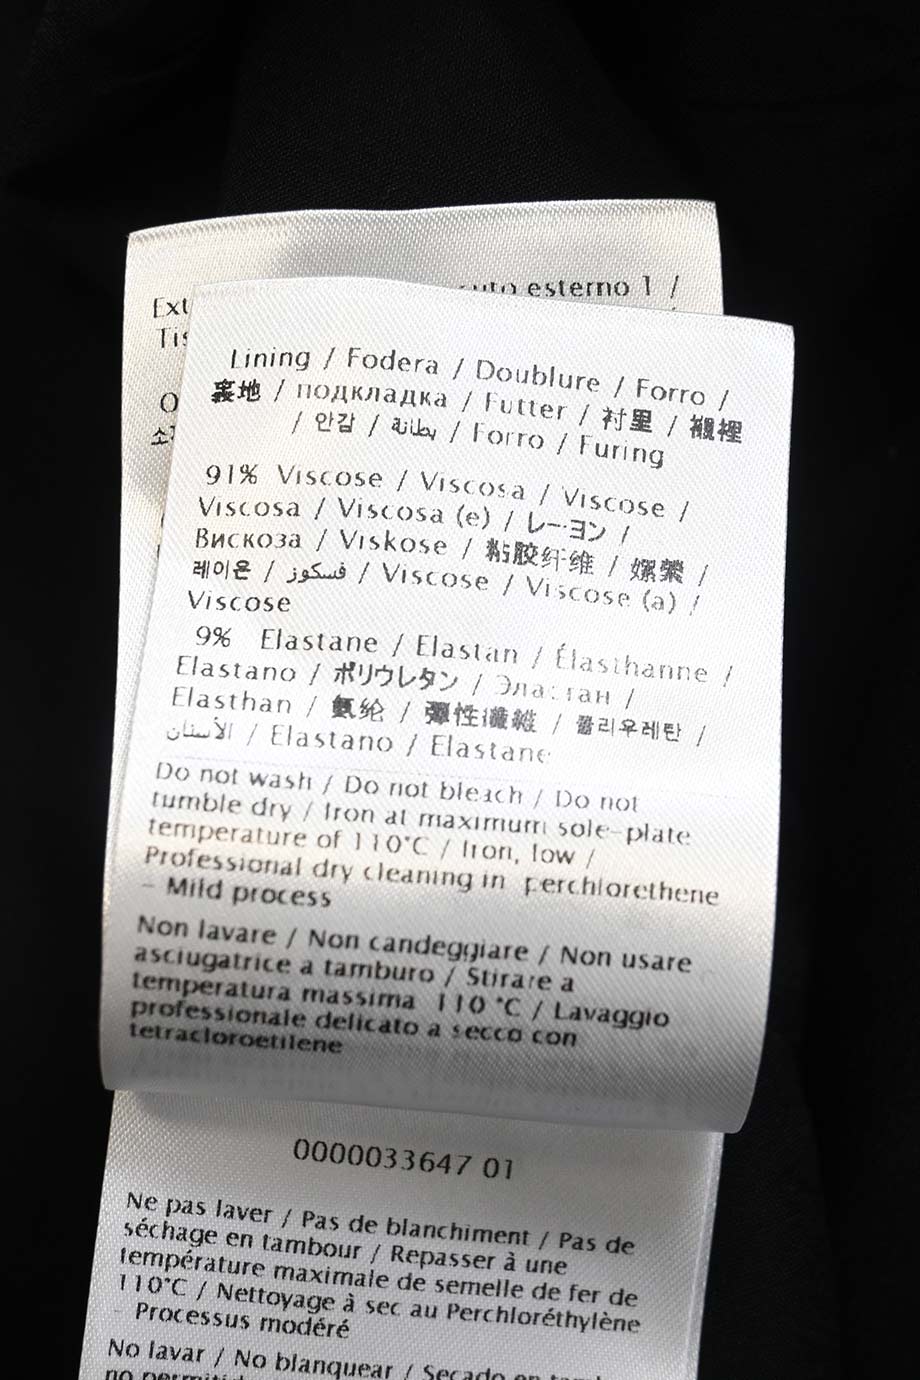 esterno 1 /
Ext
Tis
Lining / Fodera / Doublure / Forro /
裏地 / подкладка / Futter / 衬里 / 襯裡
/ 안감 / بطانة / Forro / Furing
91% Viscose / Viscosa / Viscose /
Viscosa / Viscosa (e) / レーヨン /
Вискоза / Viskose / 粘胶纤维 / 嫘縈 /
레이온 / فسكوز / Viscose / Viscose (a) /
Viscose
9% Elastane / Elastan / Élasthanne /
Elastano / ポリウレタン / Эластан /
Elasthan / 氨纶 / 彈性纖維 / 폴리우레탄 /
الأستان / Elastano / Elastane
Do not wash / Do not bleach / Do not
tumble dry / Iron at maximum sole-plate
temperature of 110°C / Iron, low /
Professional dry cleaning in perchlorethene
- Mild process
Non lavare / Non candeggiare / Non usare
asciugatrice a tamburo / Stirare a
temperatura massima 110 °C / Lavaggio
professionale delicato a secco con
tetracloroetilene
0000033647 01
Ne pas laver / Pas de blanchiment / Pas de
séchage en tambour / Repasser à une
température maximale de semelle de fer de
110°C / Nettoyage à sec au Perchloréthylène
- Processus modéré
No lavar / No blanquear / Secado en
no